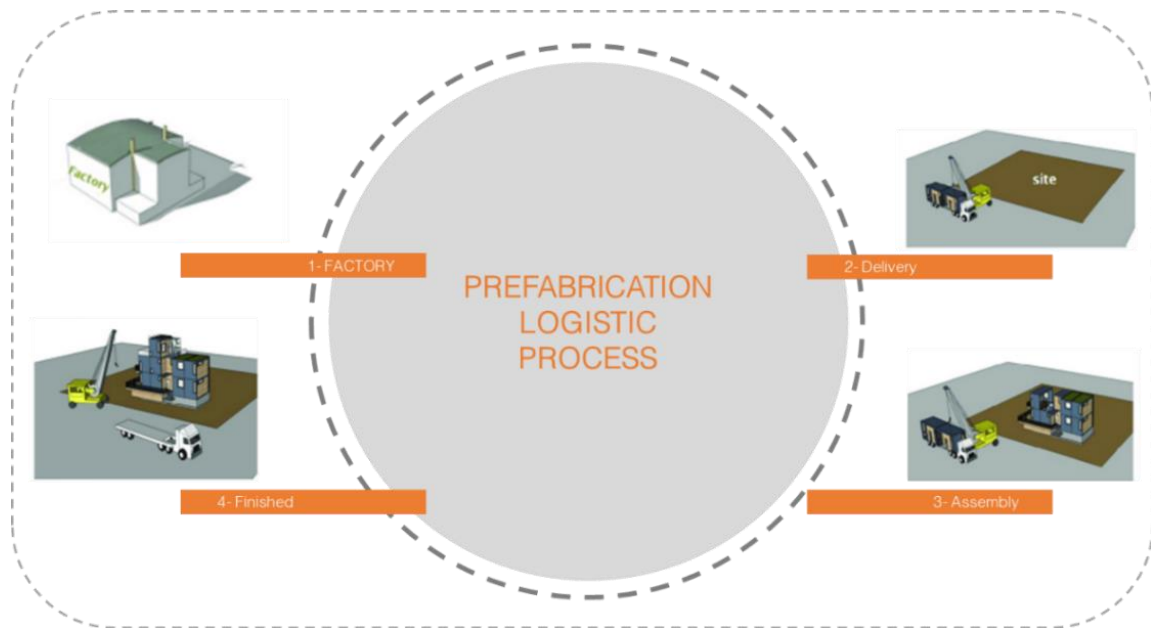 Factory
1- FACTORY
site
2- Delivery
PREFABRICATION
LOGISTIC
PROCESS
4- Finished
3- Assembly